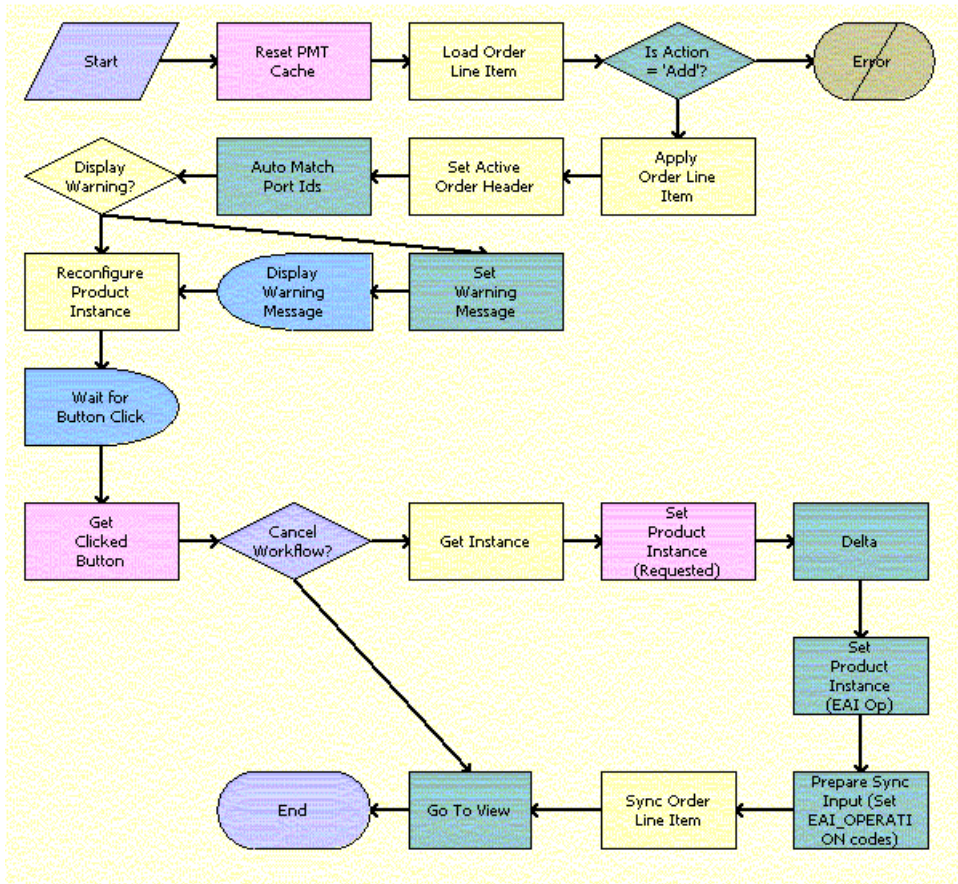 Start
Reset PMT
Cache
Load Order
Line Item
Is Action
= 'Add'?
Error
Display
Warning?
Auto Match
Port Ids
Set Active
Order Header
Apply
Order Line
Item
Reconfigure
Product
Instance
Display
Warning
Message
Set
Warning
Message
Wait for
Button Click
Get
Clicked
Button
Cancel
Workflow?
Get Instance
Set
Product
Instance
(Requested)
Delta
Set
Product
Instance
(EAI Op)
End
Go To View
Sync Order
Line Item
Prepare Sync
Input (Set
EAI_OPERATI
ON codes)